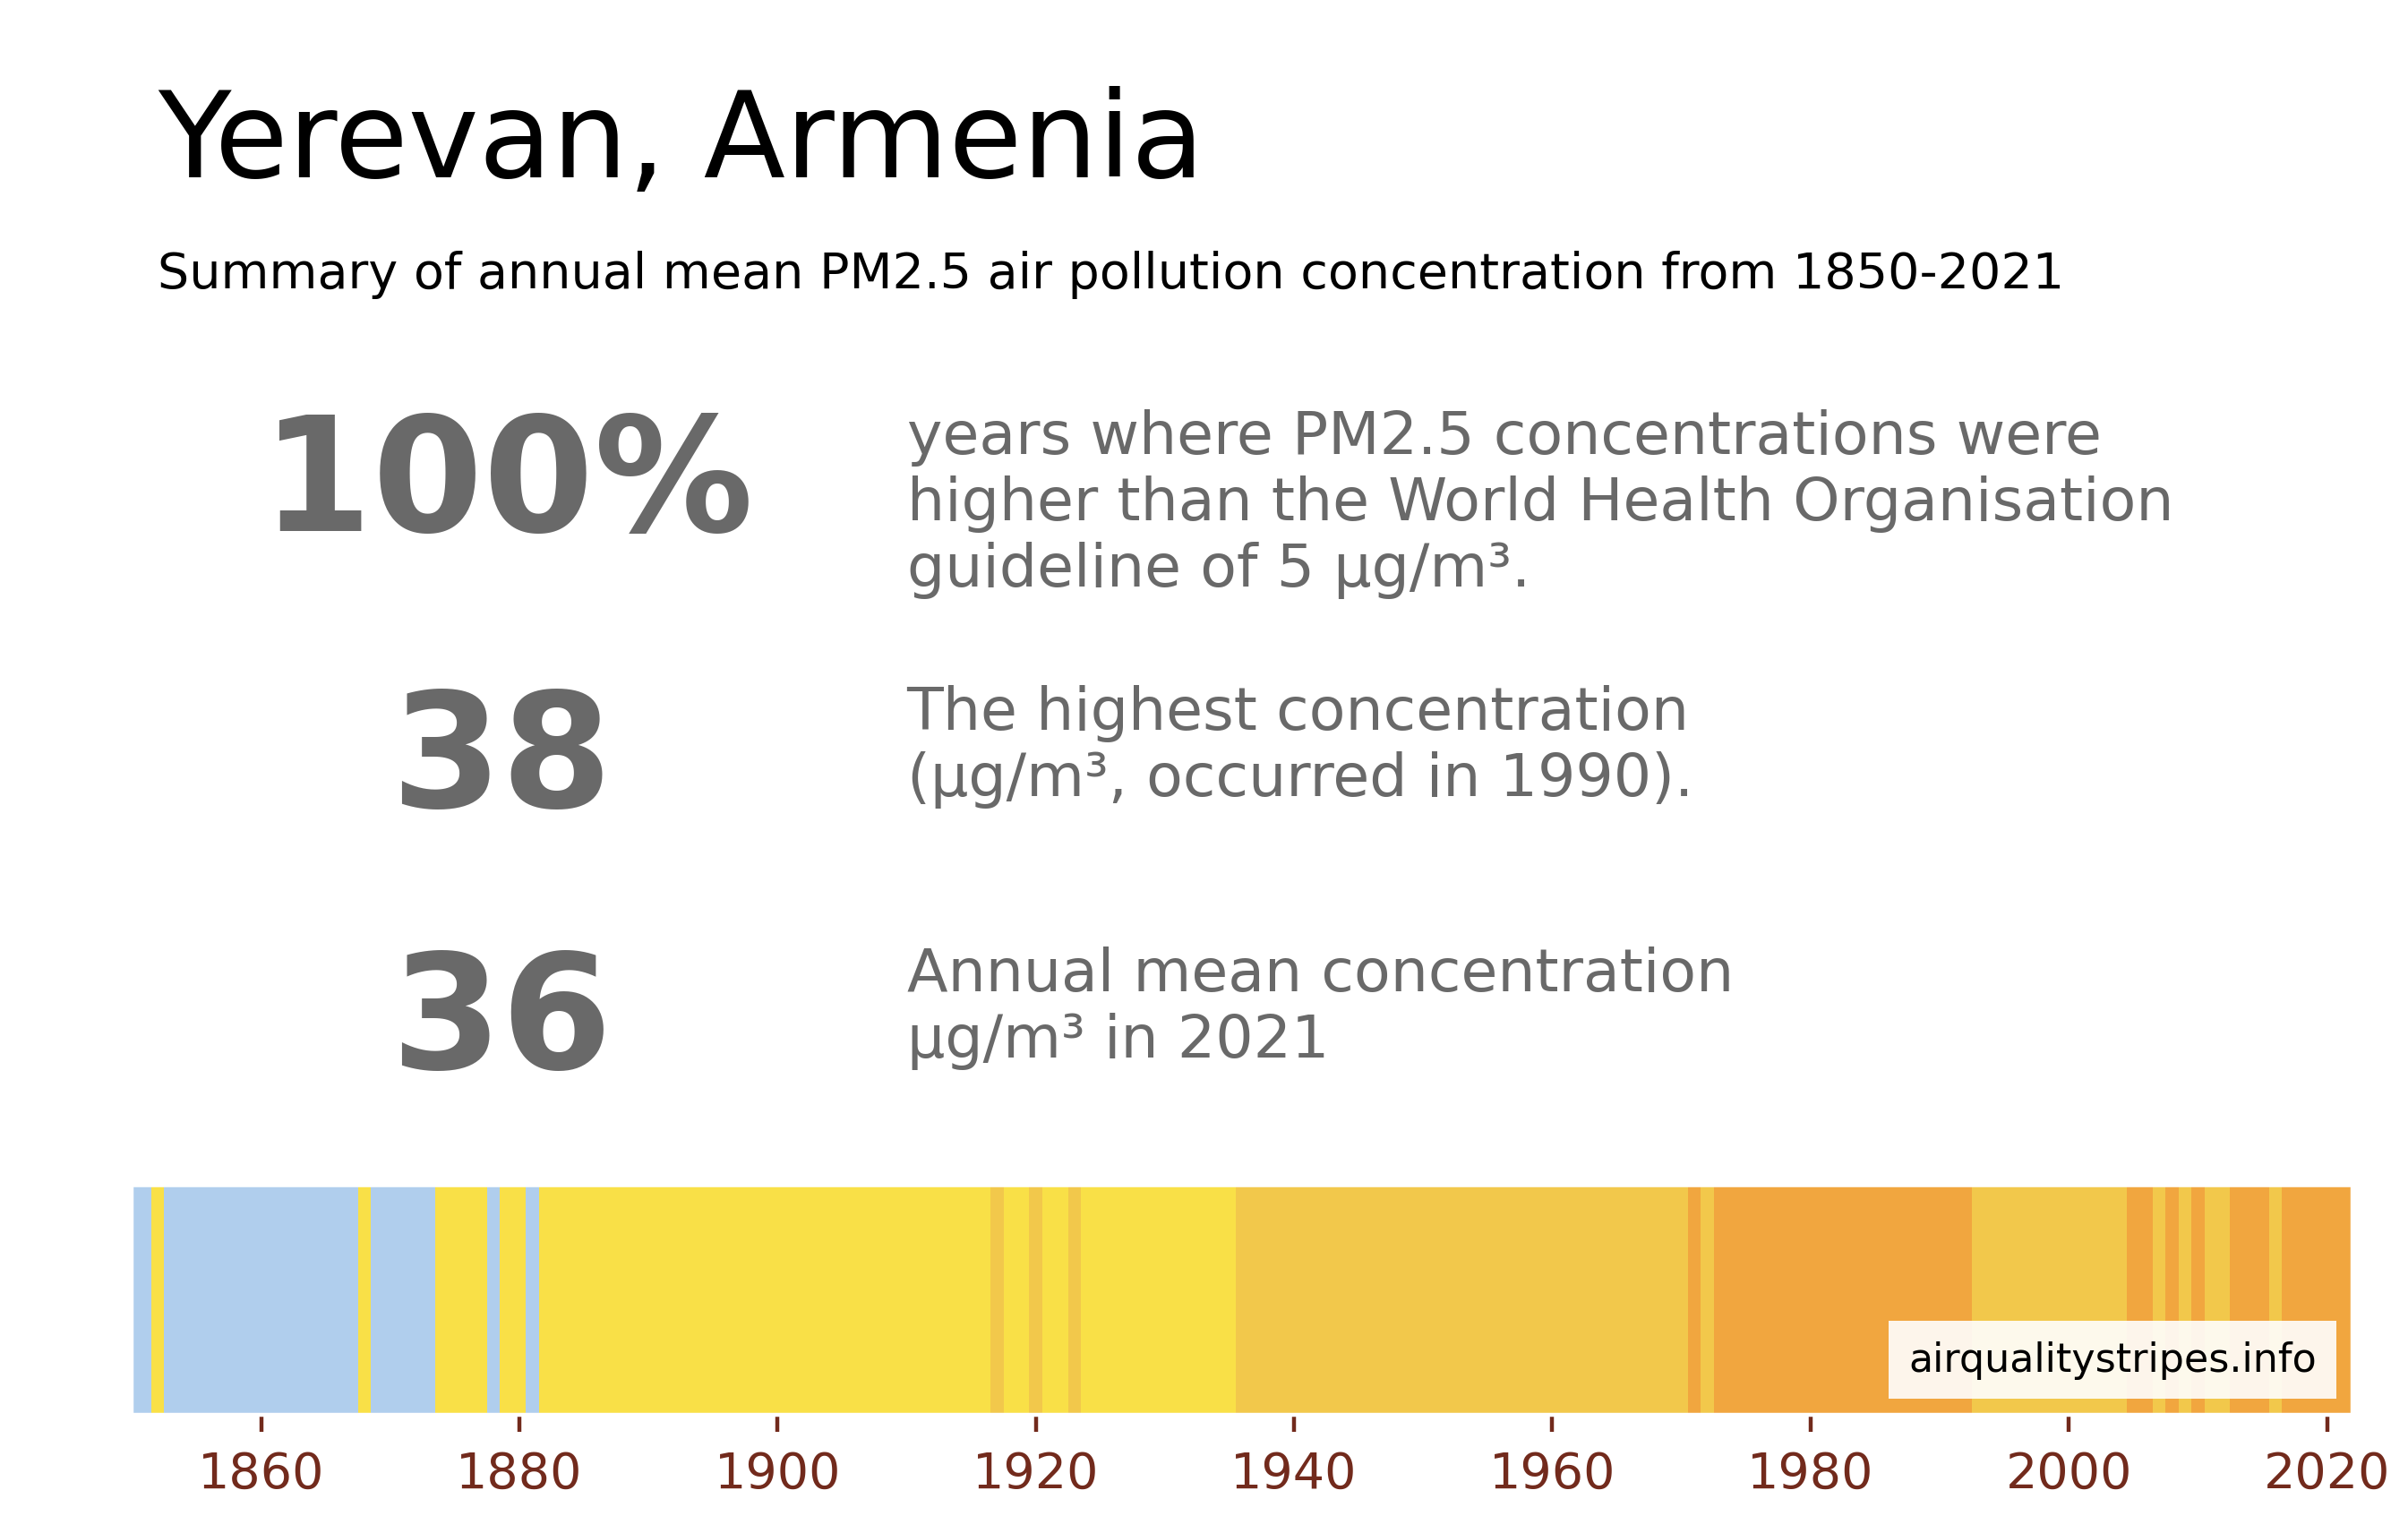 Yerevan, Armenia
Summary of annual mean PM2.5 air pollution concentration from 1850-2021
100%
years where PM2.5 concentrations were
higher than the World Health Organisation
guideline of 5 µg/m³.
38
The highest concentration
(µg/m³, occurred in 1990).
36
Annual mean concentration
µg/m³ in 2021
airqualitystripes.info
1860 1880 1900 1920 1940 1960 1980 2000 2020